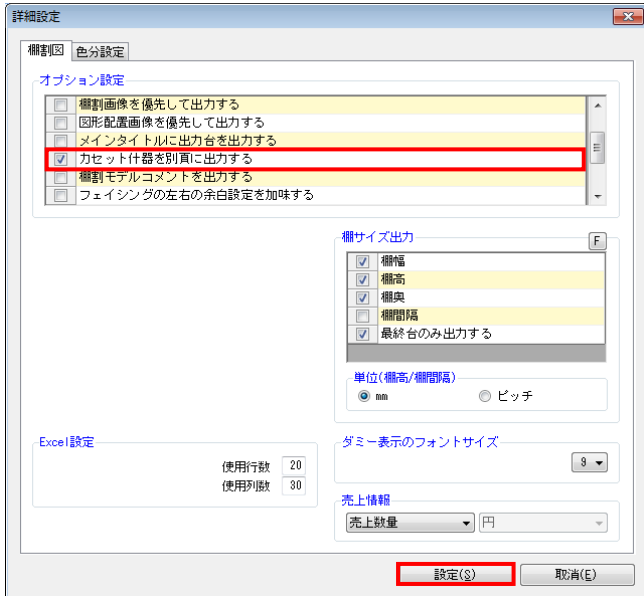 詳細設定
棚割図
色分設定
オプション設定
棚割画像を優先して出力する
図形配置画像を優先して出力する
メインタイトルに出力台を出力する
カセット什器を別頁に出力する
棚割モデルコメントを出力する
フェイシングの左右の余白設定を加味する
棚サイズ出力
F
棚幅
棚高
棚奥
棚間隔
最終台のみ出力する
単位(棚高/棚間隔)
mm
ピッチ
Excel設定
使用行数 20
使用列数 30
ダミー表示のフォントサイズ
9
売上情報
売上数量
円
設定(S)
取消(E)